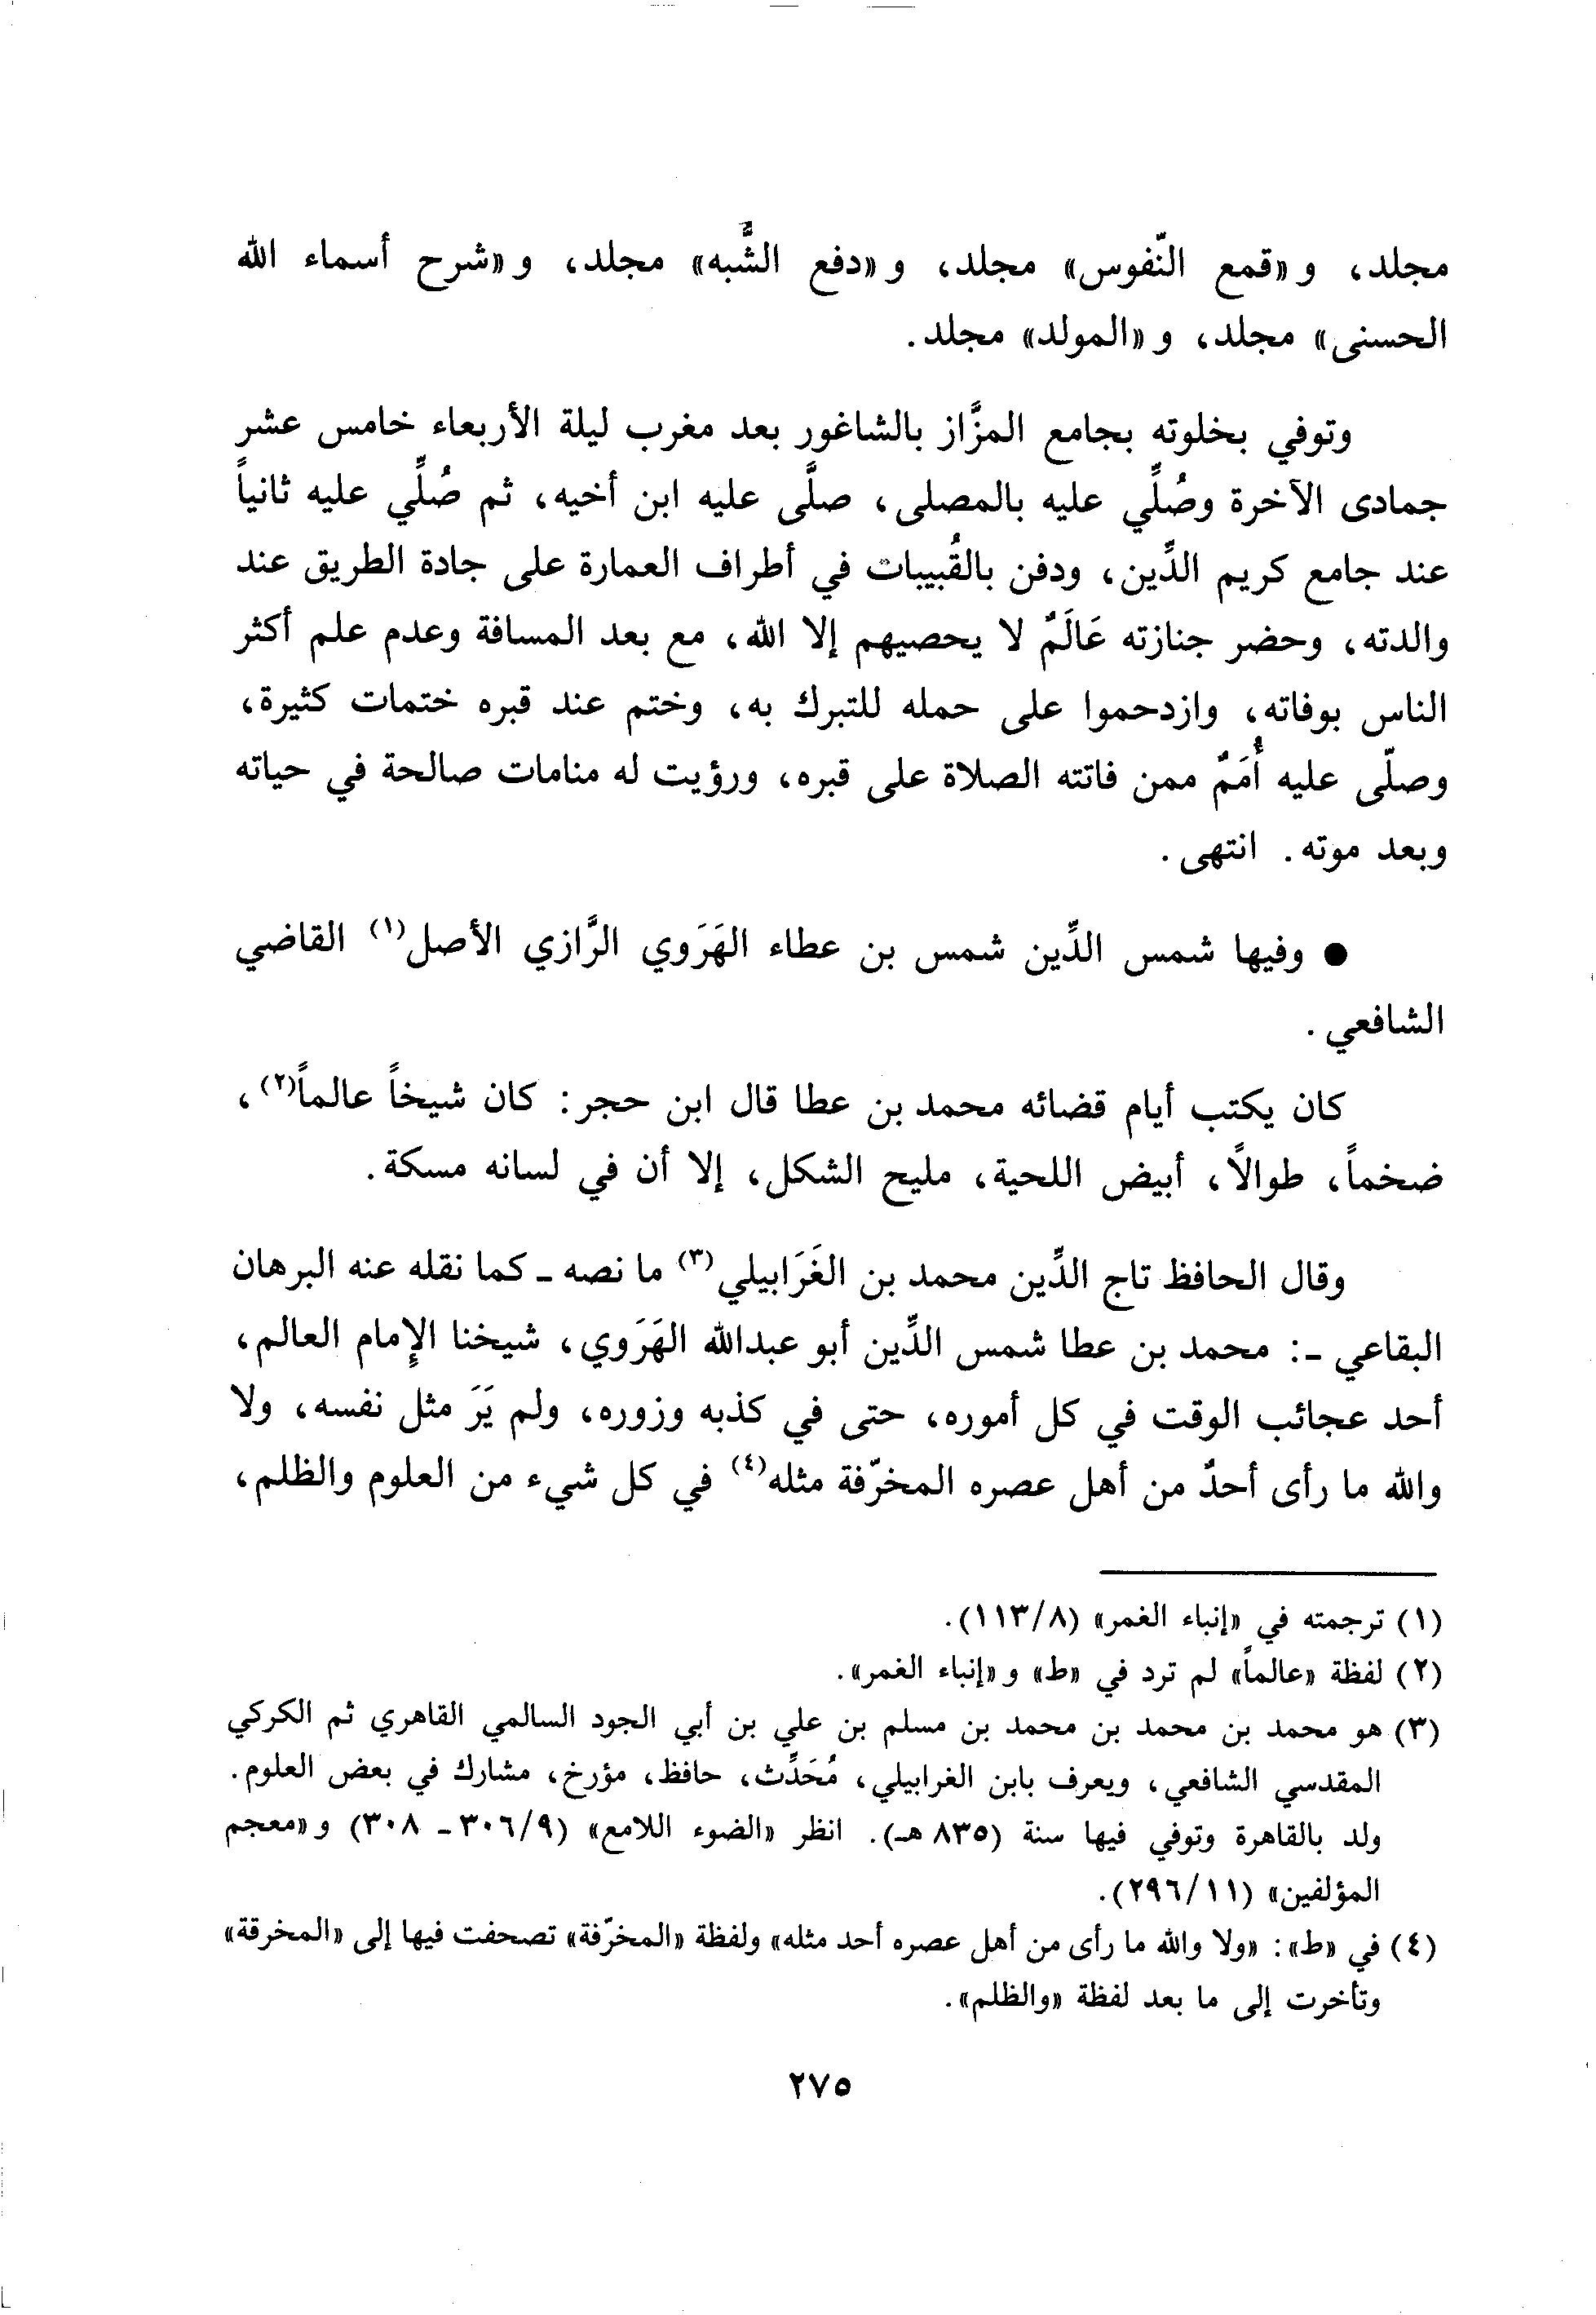 مجلد، و «قمع النّفوس» مجلد، و «دفع الشُّبه» مجلد، و «شرح أسماء الله
الحسنى» مجلد، و «المولد» مجلد.
وتوفي بخلوته بجامع المزَّاز بالشاغور بعد مغرب ليلة الأربعاء خامس عشر
جمادى الآخرة وصُلِّي عليه بالمصلى، صلَّى عليه ابن أخيه، ثم صُلِّي عليه ثانياً
عند جامع كريم الدِّين، ودفن بالقُبيبات في أطراف العمارة على جادة الطريق عند
والدته، وحضر جنازته عَالَمٌ لا يحصيهم إلا الله، مع بعد المسافة وعدم علم أكثر
الناس بوفاته، وازدحموا على حمله للتبرك به، وختم عند قبره ختمات كثيرة،
وصلّى عليه أُمَمٌ ممن فاتته الصلاة على قبره، ورؤيت له منامات صالحة في حياته
وبعد موته. انتهى.
● وفيها شمس الدِّين شمس بن عطاء الهَرَوي الرَّازي الأصل(١) القاضي
الشافعي.
كان يكتب أيام قضائه محمد بن عطا قال ابن حجر: كان شيخاً عالماً(٢)،
ضخماً، طوالاً، أبيض اللحية، مليح الشكل، إلا أن في لسانه مسكة.
وقال الحافظ تاج الدِّين محمد بن الغَرَابيلي(٣) ما نصه ـ كما نقله عنه البرهان
البقاعي ـ: محمد بن عطا شمس الدِّين أبو عبدالله الهَرَوي، شيخنا الإِمام العالم،
أحد عجائب الوقت في كل أموره، حتى في كذبه وزوره، ولم يَرَ مثل نفسه، ولا
والله ما رأى أحدٌ من أهل عصره المخرّفة مثله(٤) في كل شيء من العلوم والظلم،
(١) ترجمته في «إنباء الغمر» (١١٣/٨).
(٢) لفظة «عالماً» لم ترد في «ط» و «إنباء الغمر».
(٣) هو محمد بن محمد بن محمد بن مسلم بن علي بن أبي الجود السالمي القاهري ثم الكركي
المقدسي الشافعي، ويعرف بابن الغرابيلي، مُحَدِّث، حافظ، مؤرخ، مشارك في بعض العلوم.
ولد بالقاهرة وتوفي فيها سنة (٨٣٥ هـ). انظر «الضوء اللامع» (٣٠٦/٩ ـ ٣٠٨) و «معجم
المؤلفين» (٢٩٦/١١).
(٤) في «ط»: «ولا والله ما رأى من أهل عصره أحد مثله» ولفظة «المخرّفة» تصحفت فيها إلى «المخرقة»
وتأخرت إلى ما بعد لفظة «والظلم».
٢٧٥